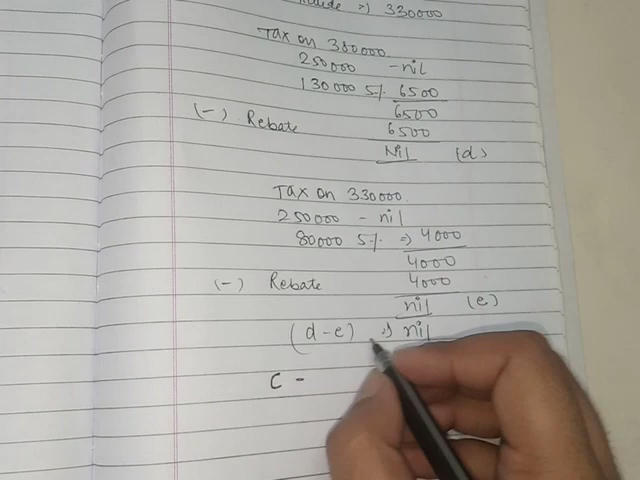 =) 330000
Tax on 380000
250000 - nil
130000 5% 6500
6500
(-) Rebate 6500
Nil (d)
Tax on 330000
250000 - nil
80000 5% =) 4000
4000
(-) Rebate 4000
nil (e)
(d-e) =) nil
C -